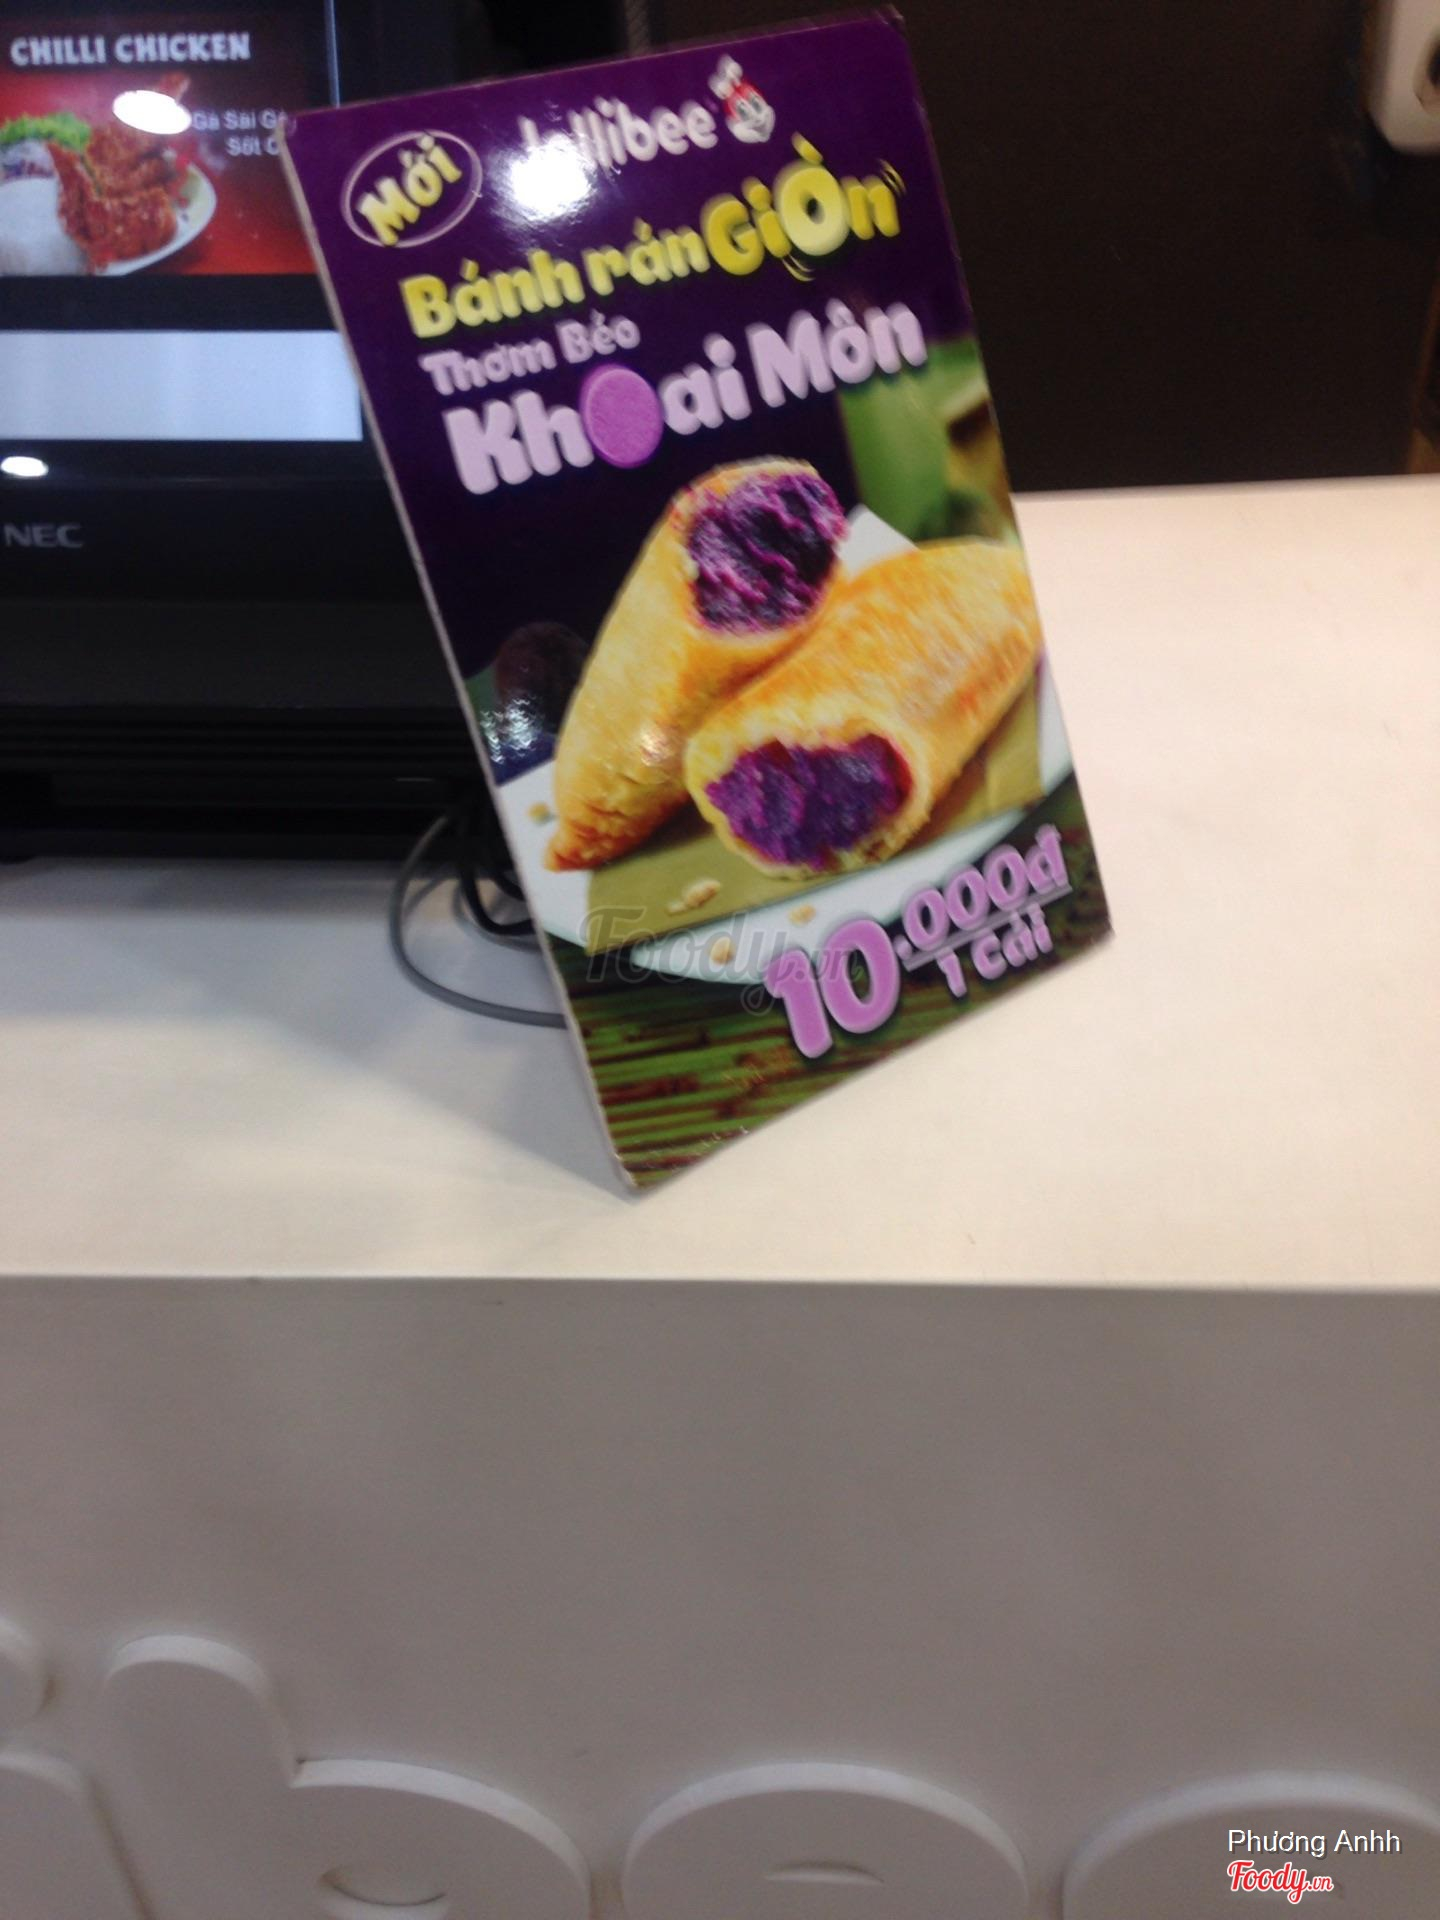 CHILLI CHICKEN
Gà Sài Gò
Sốt
NEC
Mới
Jollibee
Bánh rán Giòn
Thơm Béo
Khoai Môn
10.000đ
1 cái
Foody.vn
bee
Phương Anhh
Foody.vn